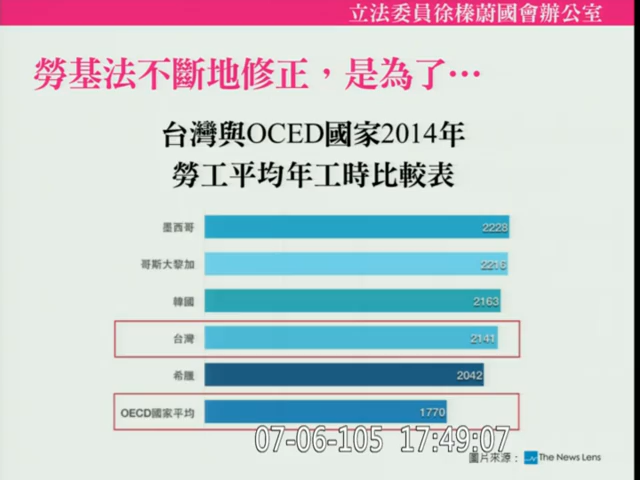 立法委員徐榛蔚國會辦公室
勞基法不斷地修正，是為了…
台灣與OCED國家2014年
勞工平均年工時比較表
墨西哥 2228
哥斯大黎加 2216
韓國 2163
台灣 2141
希臘 2042
OECD國家平均 1770
07-06-105 17:49:07
圖片來源： The News Lens